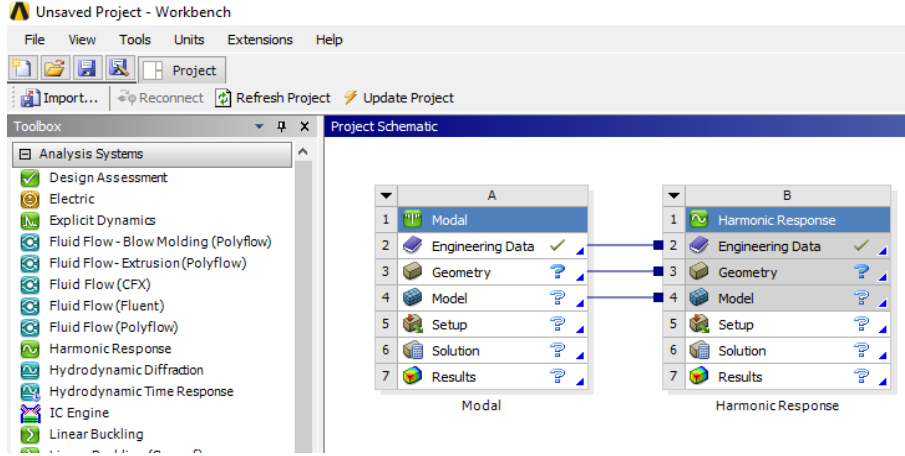 Unsaved Project - Workbench
File View Tools Units Extensions Help
Project
Import... Reconnect Refresh Project Update Project
Toolbox
Project Schematic
Analysis Systems
Design Assessment
Electric
Explicit Dynamics
Fluid Flow - Blow Molding (Polyflow)
Fluid Flow - Extrusion (Polyflow)
Fluid Flow (CFX)
Fluid Flow (Fluent)
Fluid Flow (Polyflow)
Harmonic Response
Hydrodynamic Diffraction
Hydrodynamic Time Response
IC Engine
Linear Buckling
A
1 Modal
2 Engineering Data
3 Geometry ?
4 Model ?
5 Setup ?
6 Solution ?
7 Results ?
Modal
B
1 Harmonic Response
2 Engineering Data
3 Geometry ?
4 Model ?
5 Setup ?
6 Solution ?
7 Results ?
Harmonic Response